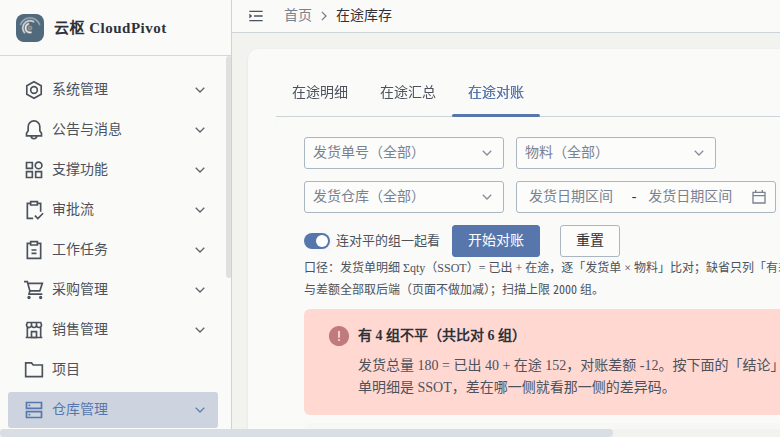 云枢 CloudPivot
首页 > 在途库存
系统管理
公告与消息
支撑功能
审批流
工作任务
采购管理
销售管理
项目
仓库管理
在途明细 在途汇总 在途对账
发货单号（全部） 物料（全部）
发货仓库（全部） 发货日期区间 - 发货日期区间
连对平的组一起看 开始对账 重置
口径：发货单明细 Σqty（SSOT）= 已出 + 在途，逐「发货单 × 物料」比对；缺省只列「有
与差额全部取后端（页面不做加减）；扫描上限 2000 组。
有 4 组不平（共比对 6 组）
发货总量 180 = 已出 40 + 在途 152，对账差额 -12。按下面的「结论」
单明细是 SSOT，差在哪一侧就看那一侧的差异码。